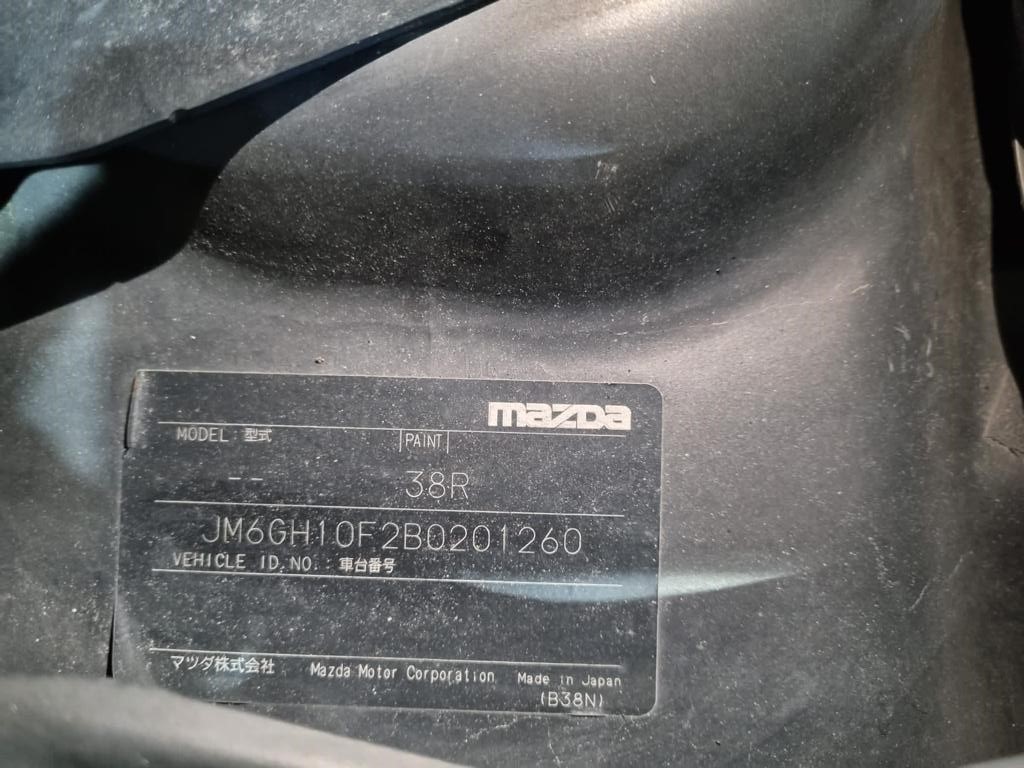 mazda
MODEL 型式 PAINT
-- 38R
JM6GH10F2B0201260
VEHICLE ID.NO.: 車台番号
マツダ株式会社 Mazda Motor Corporation Made in Japan
(B38N)